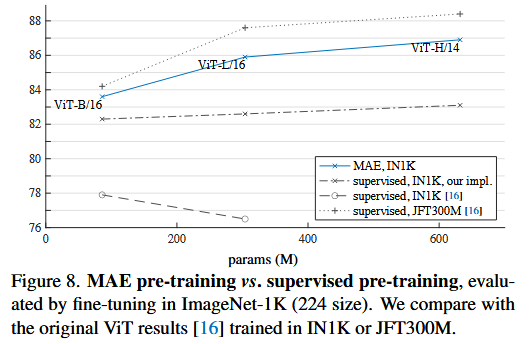 88
86
84
82
80
78
76
0
200
400
600
params (M)
ViT-B/16
ViT-L/16
ViT-H/14
MAE, IN1K
supervised, IN1K, our impl.
supervised, IN1K [16]
supervised, JFT300M [16]
Figure 8. MAE pre-training vs. supervised pre-training, evalu-
ated by fine-tuning in ImageNet-1K (224 size). We compare with
the original ViT results [16] trained in IN1K or JFT300M.